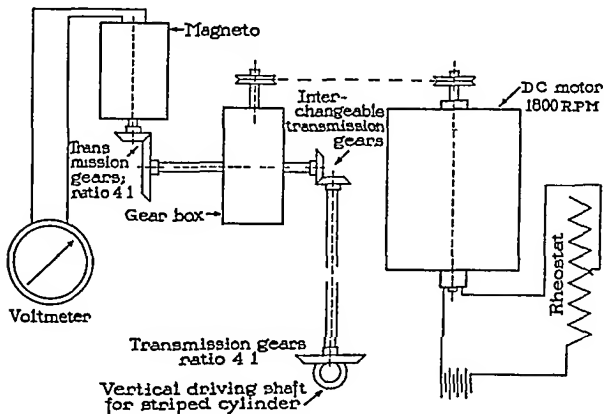 Magneto
DC motor
1800 RPM
Inter-
changeable
transmission
gears
Trans
mission
gears;
ratio 4 1
Gear box
Rheostat
Voltmeter
Transmission gears
ratio 4 1
Vertical driving shaft
for striped cylinder